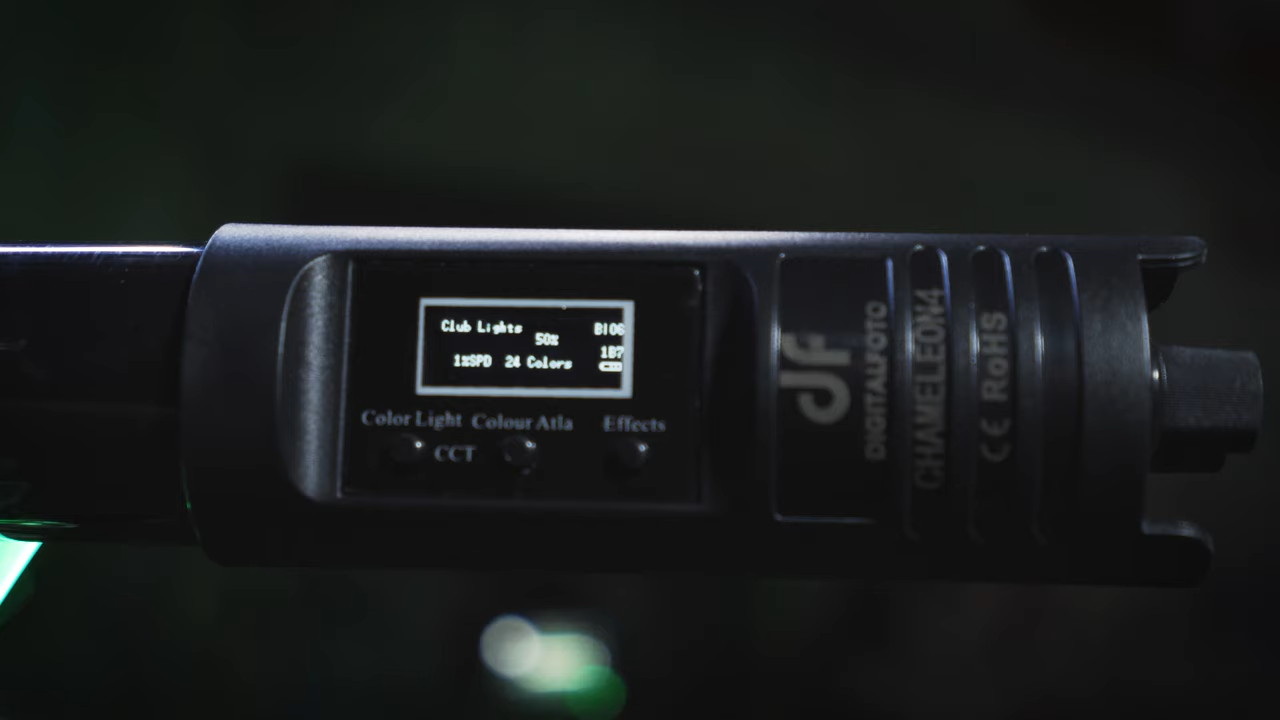 Club Lights
50%
B106
187
1%SPD 24 Colors
Color Light
Colour Atla
Effects
CCT
df
DIGITALFOTO
CHAMELEON4
CE RoHS